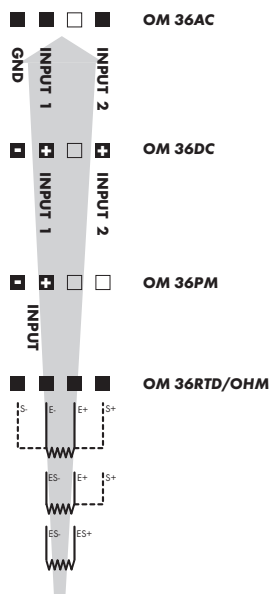 OM 36AC
GND
INPUT 1
INPUT 2
OM 36DC
- + +
INPUT 1
INPUT 2
OM 36PM
- +
INPUT
OM 36RTD/OHM
S- E- E+ S+
ES- E+ S+
ES- ES+